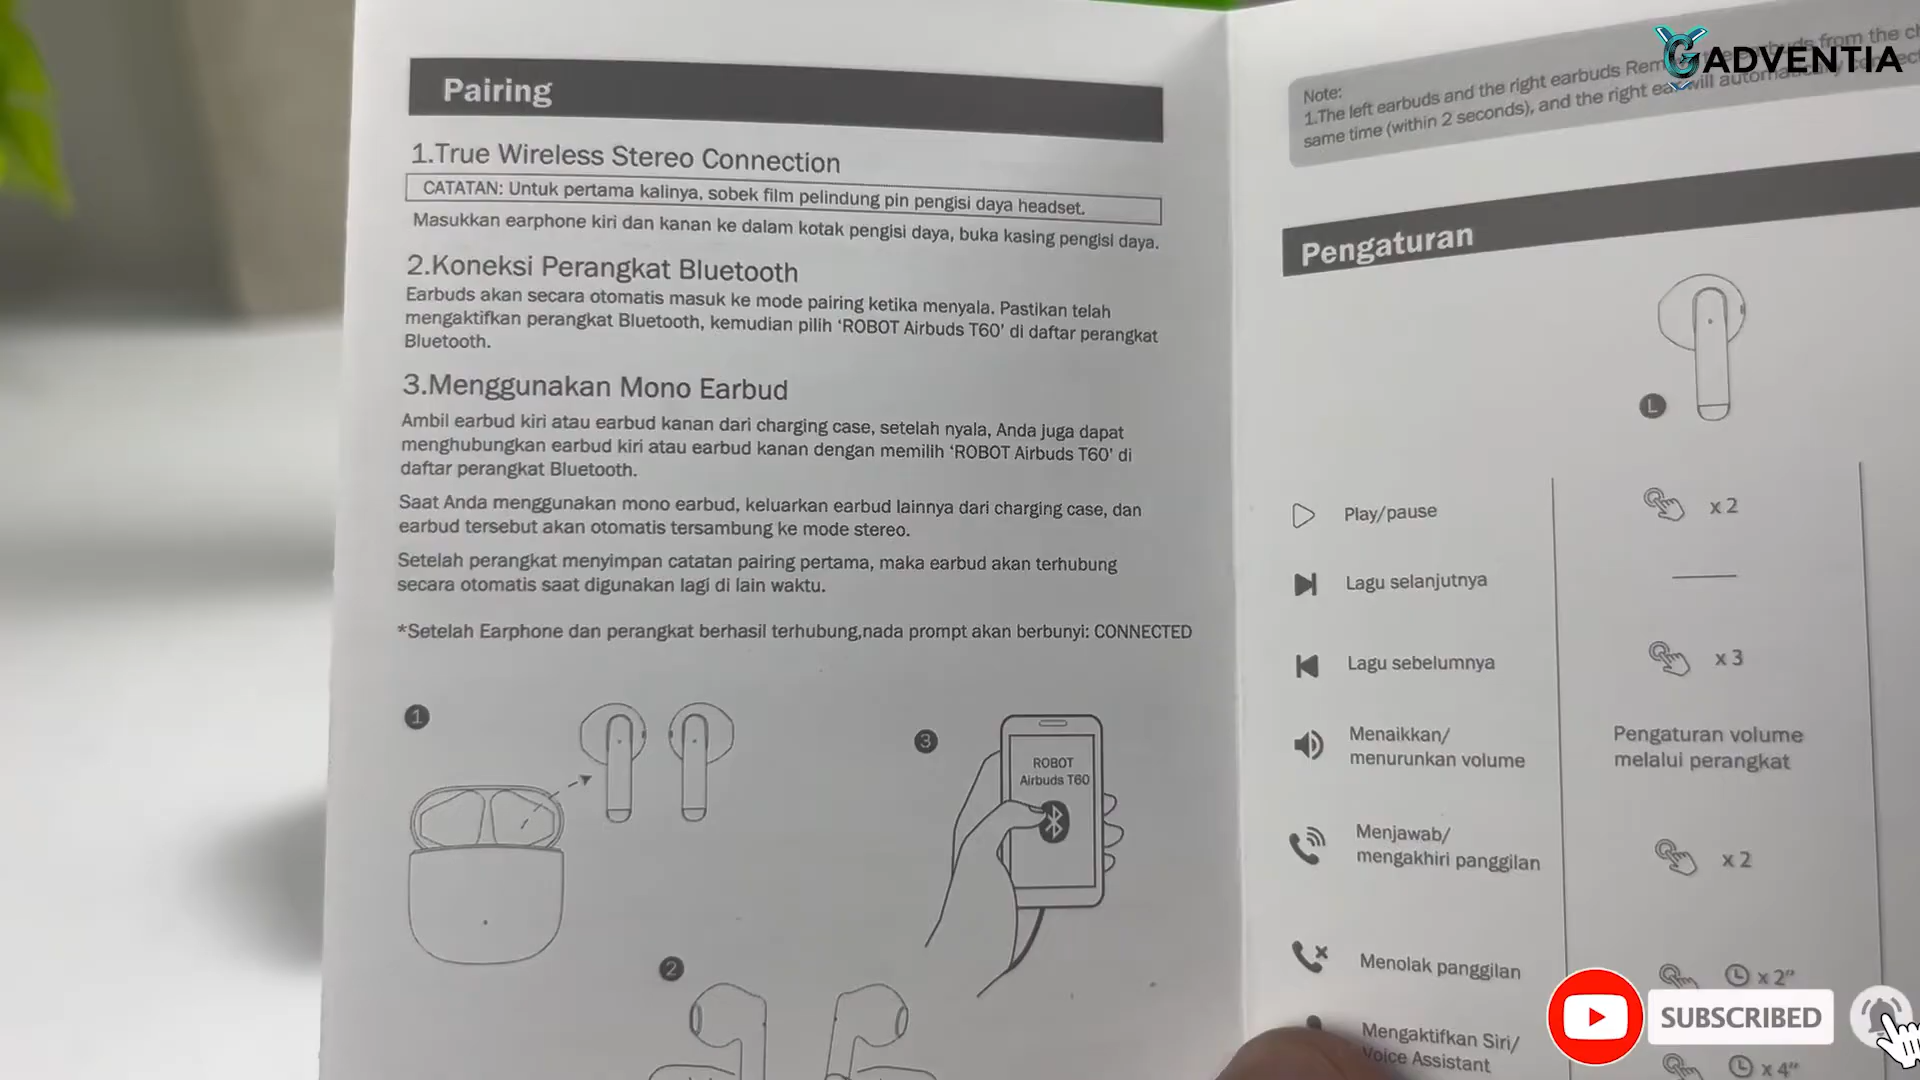 Pairing
1.True Wireless Stereo Connection
CATATAN: Untuk pertama kalinya, sobek film pelindung pin pengisi daya headset.
Masukkan earphone kiri dan kanan ke dalam kotak pengisi daya, buka kasing pengisi daya.
2.Koneksi Perangkat Bluetooth
Earbuds akan secara otomatis masuk ke mode pairing ketika menyala. Pastikan telah
mengaktifkan perangkat Bluetooth, kemudian pilih ‘ROBOT Airbuds T60’ di daftar perangkat
Bluetooth.
3.Menggunakan Mono Earbud
Ambil earbud kiri atau earbud kanan dari charging case, setelah nyala, Anda juga dapat
menghubungkan earbud kiri atau earbud kanan dengan memilih ‘ROBOT Airbuds T60’ di
daftar perangkat Bluetooth.
Saat Anda menggunakan mono earbud, keluarkan earbud lainnya dari charging case, dan
earbud tersebut akan otomatis tersambung ke mode stereo.
Setelah perangkat menyimpan catatan pairing pertama, maka earbud akan terhubung
secara otomatis saat digunakan lagi di lain waktu.
*Setelah Earphone dan perangkat berhasil terhubung,nada prompt akan berbunyi: CONNECTED
1
3
ROBOT
Airbuds T60
2
GADVENTIA
Note:
1.The left earbuds and the right earbuds from the
same time (within 2 seconds), and the right ear will
Pengaturan
L
Play/pause x 2
Lagu selanjutnya
Lagu sebelumnya x 3
Menaikkan/ Pengaturan volume
menurunkan volume melalui perangkat
Menjawab/
mengakhiri panggilan x 2
Menolak panggilan x 2”
Mengaktifkan Siri/
Voice Assistant x 4”
SUBSCRIBED